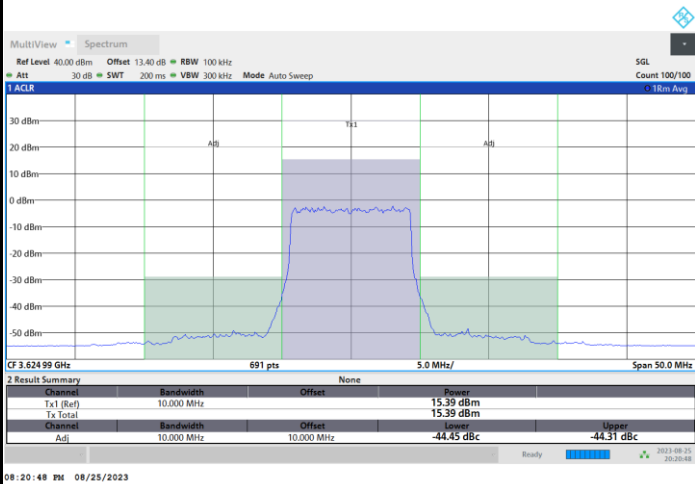 MultiView Spectrum
Ref Level 40.00 dBm Offset 13.40 dB RBW 100 kHz SGL
Att 30 dB SWT 200 ms VBW 300 kHz Mode Auto Sweep Count 100/100
1 ACLR 1Rm Avg
30 dBm
Tx1
20 dBm
Adj Adj
10 dBm
0 dBm
-10 dBm
-20 dBm
-30 dBm
-40 dBm
-50 dBm
CF 3.62499 GHz 691 pts 5.0 MHz/ Span 50.0 MHz
2 Result Summary None
Channel Bandwidth Offset Power
Tx1 (Ref) 10.000 MHz 15.39 dBm
Tx Total 15.39 dBm
Channel Bandwidth Offset Lower Upper
Adj 10.000 MHz 10.000 MHz -44.45 dBc -44.31 dBc
Ready 2023-08-25
20:20:48
08:20:48 PM 08/25/2023